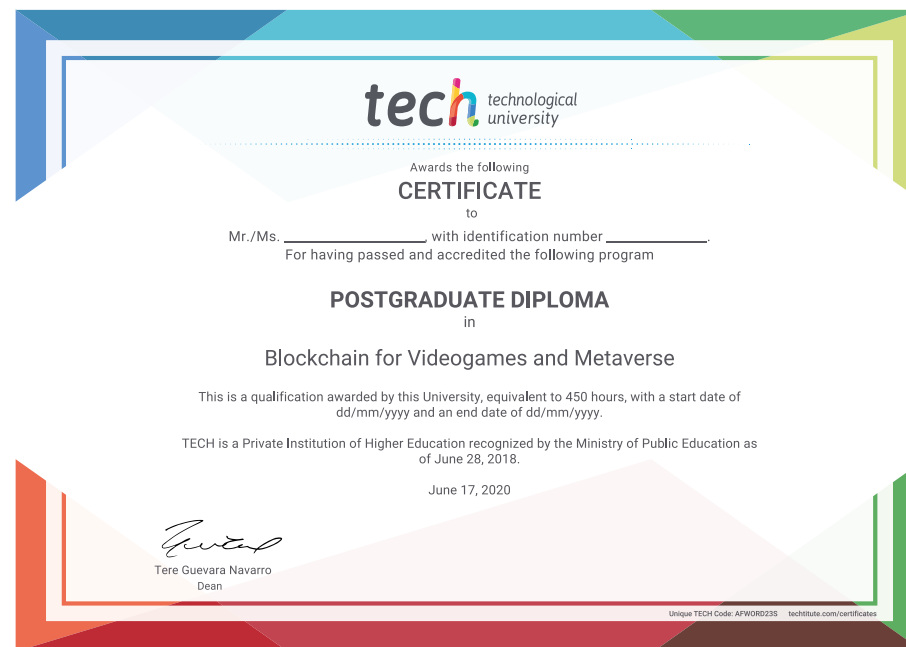 tech technological
university
Awards the following
CERTIFICATE
to
Mr./Ms. ____________, with identification number ____________.
For having passed and accredited the following program
POSTGRADUATE DIPLOMA
in
Blockchain for Videogames and Metaverse
This is a qualification awarded by this University, equivalent to 450 hours, with a start date of
dd/mm/yyyy and an end date of dd/mm/yyyy.
TECH is a Private Institution of Higher Education recognized by the Ministry of Public Education as
of June 28, 2018.
June 17, 2020
Tere Guevara Navarro
Dean
Unique TECH Code: AFWORD23S techtitute.com/certificates